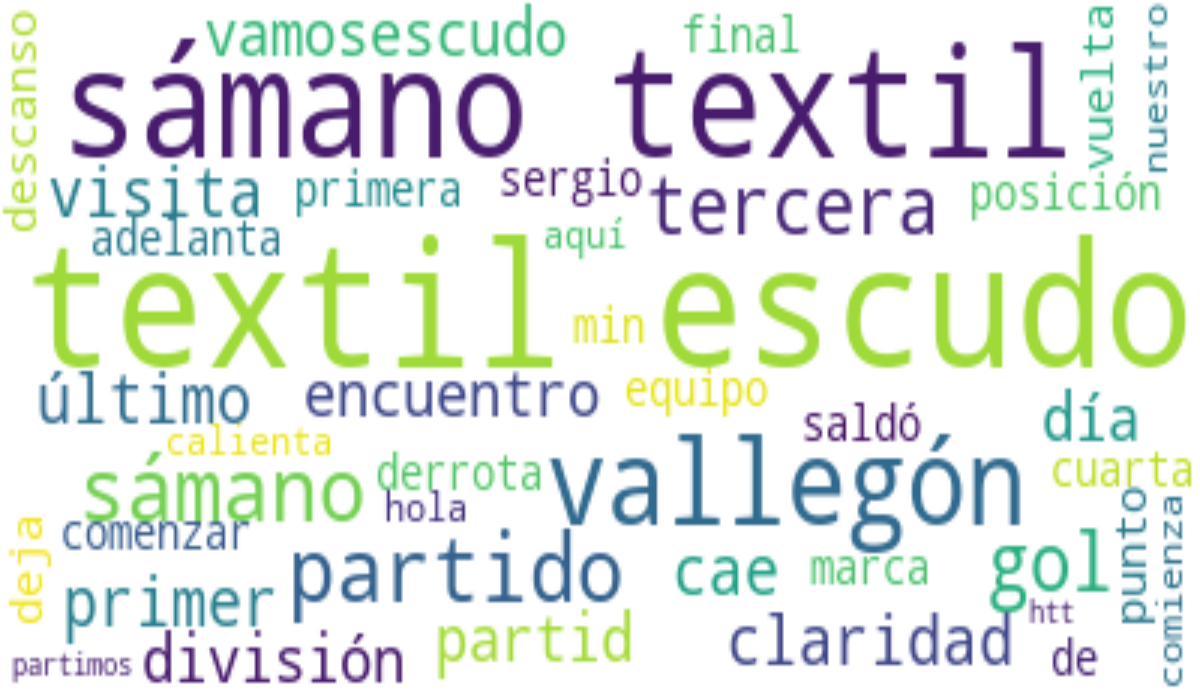 descanso
vamosescudo
final
vuelta
nuestro
sámano textil
visita
primera
sergio
tercera
posición
adelanta
aquí
textil escudo
min
último
encuentro
equipo
saldó
día
calienta
sámano
derrota
vallegón
cuarta
hola
comenzar
deja
partido
cae
marca
gol
punto
comienza
primer
htt
partid
claridad
de
partimos
división